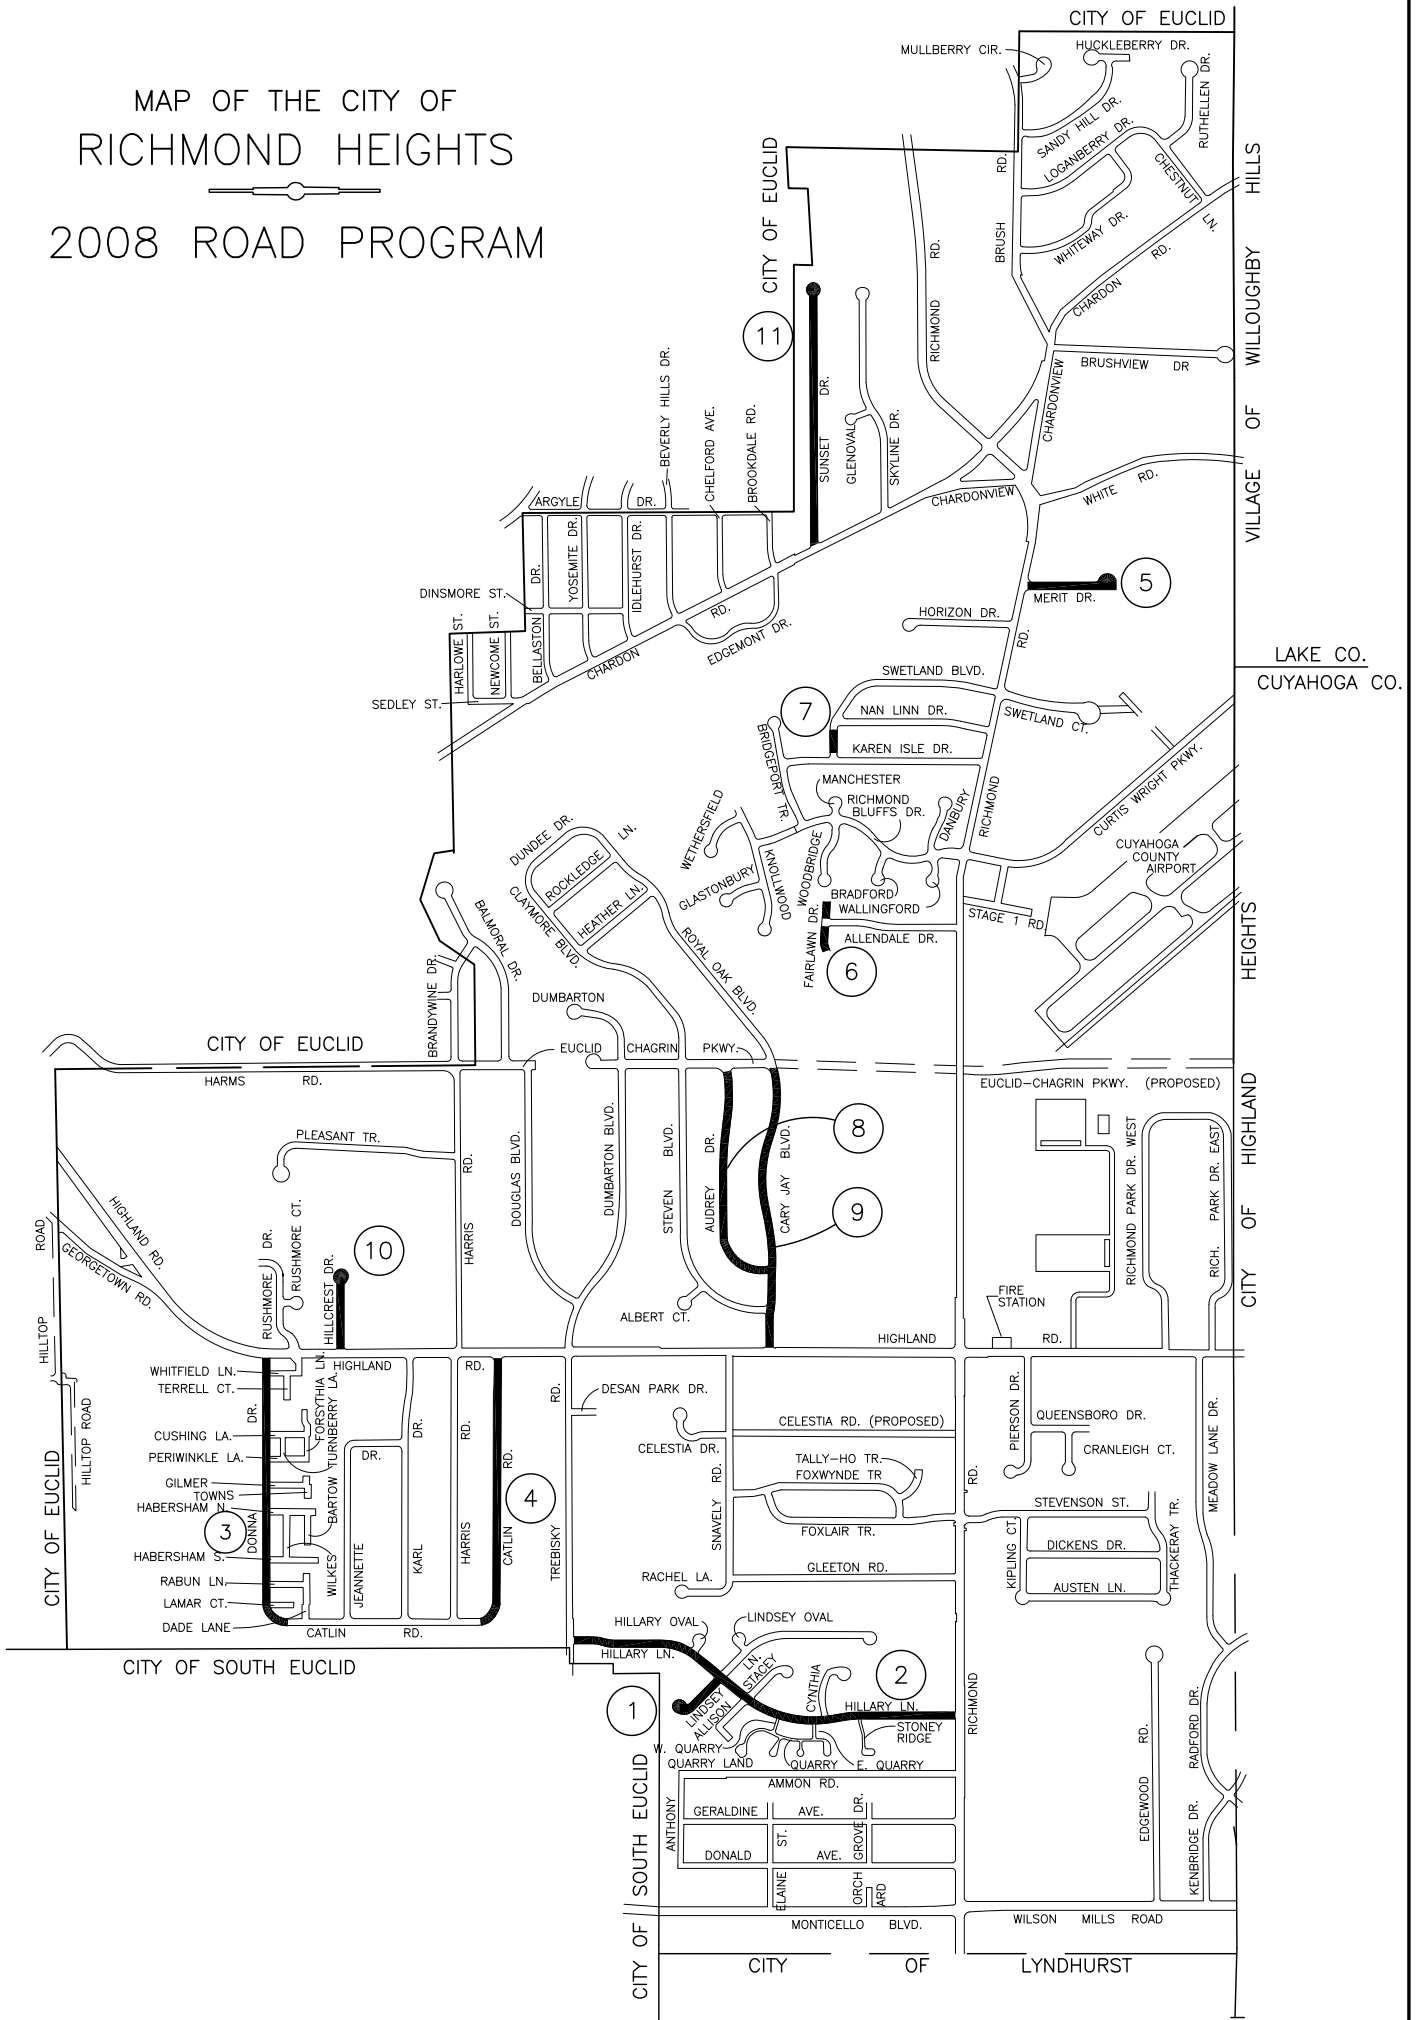 CITY OF EUCLID
MULLBERRY CIR.
HUCKLEBERRY DR.
RUTHELLEN DR.
MAP OF THE CITY OF
RICHMOND HEIGHTS
2008 ROAD PROGRAM
SANDY HILL DR.
LOGANBERRY DR.
CHESTNUT LN.
WHITEWAY DR.
BRUSH RD.
RICHMOND RD.
CHARDON RD.
CITY OF EUCLID
VILLAGE OF WILLOUGHBY HILLS
11
SUNSET DR.
GLENOVAL
SKYLINE DR.
BRUSHVIEW DR
CHARDONVIEW
CHARDONVIEW
WHITE RD.
BEVERLY HILLS DR.
CHELFORD AVE.
BROOKDALE RD.
ARGYLE DR.
YOSEMITE DR.
IDLEHURST DR.
DINSMORE ST.
BELLASTON DR.
HARLOWE ST.
NEWCOME ST.
SEDLEY ST.
CHARDON RD.
EDGEMONT DR.
5
MERIT DR.
HORIZON DR.
RICHMOND RD.
LAKE CO.
CUYAHOGA CO.
SWETLAND BLVD.
SWETLAND CT.
7
NAN LINN DR.
KAREN ISLE DR.
BRIDGEPORT TR.
MANCHESTER
RICHMOND
BLUFFS DR.
DANBURY
CURTIS WRIGHT PKWY.
CUYAHOGA
COUNTY
AIRPORT
WETHERSFIELD
GLASTONBURY
KNOLLWOOD
WOODBRIDGE
BRADFORD
WALLINGFORD
STAGE 1 RD.
FAIRLAWN DR.
ALLENDALE DR.
6
DUNDEE DR.
ROCKLEDGE LN.
HEATHER LN.
CLAYMORE BLVD.
ROYAL OAK BLVD.
BALMORAL DR.
BRANDYWINE DR.
DUMBARTON
CITY OF EUCLID
EUCLID CHAGRIN PKWY.
HARMS RD.
EUCLID-CHAGRIN PKWY. (PROPOSED)
CITY OF HIGHLAND HEIGHTS
PLEASANT TR.
HARRIS RD.
DOUGLAS BLVD.
DUMBARTON BLVD.
STEVEN BLVD.
AUDREY DR.
CARY JAY BLVD.
8
9
ALBERT CT.
RICHMOND PARK DR. WEST
RICH. PARK DR. EAST
FIRE
STATION
HIGHLAND RD.
GEORGETOWN RD.
HILLTOP ROAD
HILLTOP ROAD
RUSHMORE DR.
RUSHMORE CT.
HILLCREST DR.
10
HIGHLAND RD.
HIGHLAND RD.
WHITFIELD LN.
TERRELL CT.
CUSHING LA.
PERIWINKLE LA.
GILMER
TOWNS
HABERSHAM N.
3
HABERSHAM S.
RABUN LN.
LAMAR CT.
DADE LANE
DONNA DR.
FORSYTHIA LN.
TURNBERRY LA.
BARTOW
WILKES
JEANNETTE DR.
KARL DR.
HARRIS RD.
CATLIN RD.
4
CATLIN RD.
TREBISKY RD.
DESAN PARK DR.
CELESTIA DR.
CELESTIA RD. (PROPOSED)
SNAVELY RD.
TALLY-HO TR.
FOXWYNDE TR
FOXLAIR TR.
GLEETON RD.
RACHEL LA.
PIERSON DR.
QUEENSBORO DR.
CRANLEIGH CT.
MEADOW LANE DR.
STEVENSON ST.
DICKENS DR.
KIPLING CT.
AUSTEN LN.
THACKERAY TR.
CITY OF EUCLID
CITY OF SOUTH EUCLID
HILLARY OVAL
LINDSEY OVAL
HILLARY LN.
1
LINDSEY LN.
ALLISON
STACEY
CYNTHIA
2
HILLARY LN.
STONEY
RIDGE
W. QUARRY
QUARRY LAND
QUARRY
E. QUARRY
RICHMOND RD.
AMMON RD.
ANTHONY
GERALDINE AVE.
DONALD AVE.
ELAINE ST.
ORCH
ARD
GROVE DR.
EDGEWOOD RD.
RADFORD DR.
KENBRIDGE DR.
MONTICELLO BLVD.
WILSON MILLS ROAD
CITY OF SOUTH EUCLID
CITY OF LYNDHURST